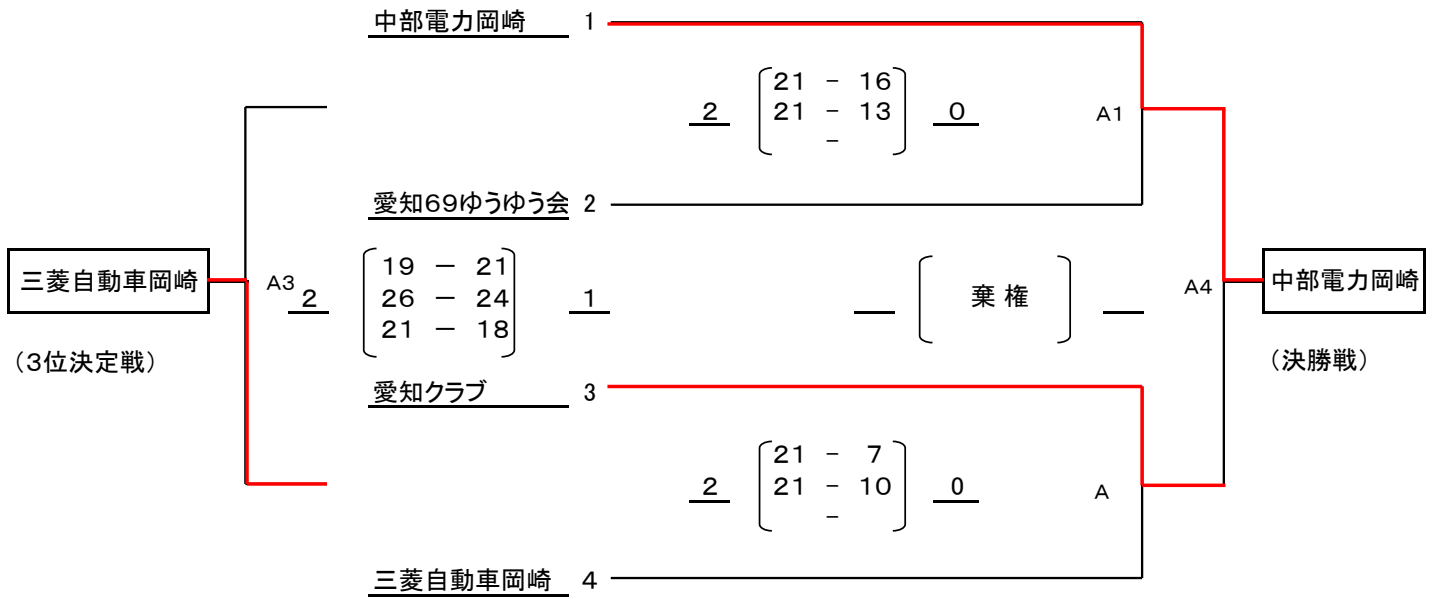 中部電力岡崎 1
2 21 - 16 0
21 - 13
-
A1
愛知69ゆうゆう会 2
三菱自動車岡崎
(3位決定戦)
A3
2 19 - 21 1
26 - 24
21 - 18
棄権
A4
中部電力岡崎
(決勝戦)
愛知クラブ 3
2 21 - 7 0
21 - 10
-
A
三菱自動車岡崎 4